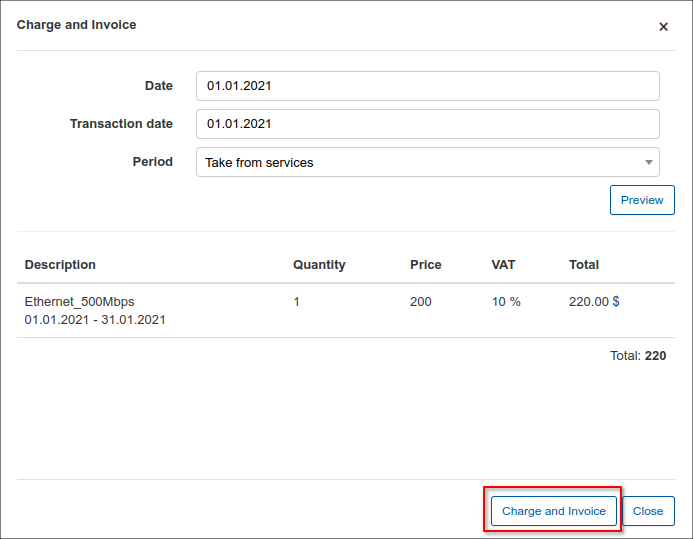 Charge and Invoice ×
Date 01.01.2021
Transaction date 01.01.2021
Period Take from services
Preview
Description Quantity Price VAT Total
Ethernet_500Mbps 1 200 10 % 220.00 $
01.01.2021 - 31.01.2021
Total: 220
Charge and Invoice Close